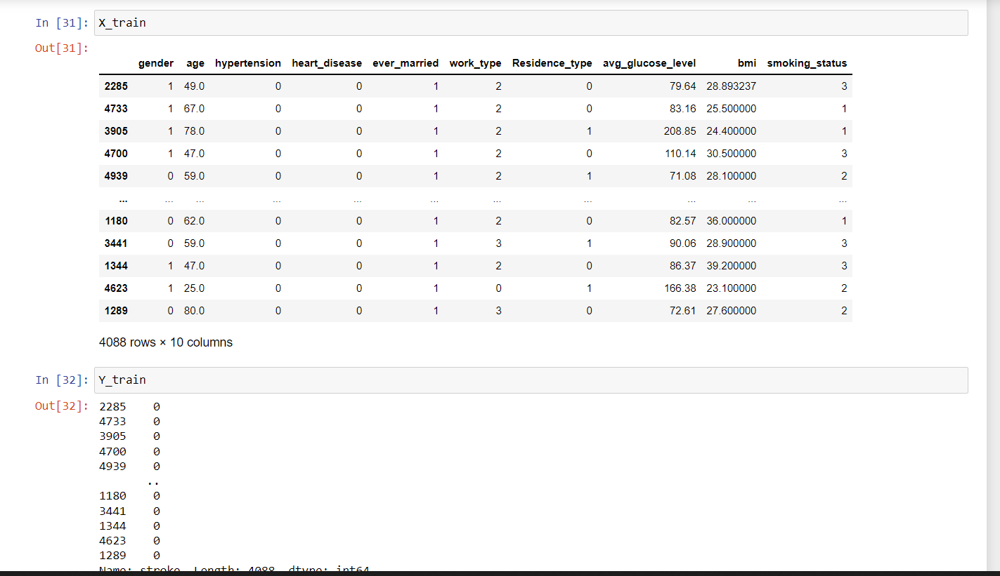 In [31]: X_train
Out[31]:
gender age hypertension heart_disease ever_married work_type Residence_type avg_glucose_level bmi smoking_status
2285 1 49.0 0 0 1 2 0 79.64 28.893237 3
4733 1 67.0 0 0 1 2 0 83.16 25.500000 1
3905 1 78.0 0 0 1 2 1 208.85 24.400000 1
4700 1 47.0 0 0 1 2 0 110.14 30.500000 3
4939 0 59.0 0 0 1 2 1 71.08 28.100000 2
... ... ... ... ... ... ... ... ... ... ...
1180 0 62.0 0 0 1 2 0 82.57 36.000000 1
3441 0 59.0 0 0 1 3 1 90.06 28.900000 3
1344 1 47.0 0 0 1 2 0 86.37 39.200000 3
4623 1 25.0 0 0 1 0 1 166.38 23.100000 2
1289 0 80.0 0 0 1 3 0 72.61 27.600000 2
4088 rows × 10 columns
In [32]: Y_train
Out[32]: 2285 0
4733 0
3905 0
4700 0
4939 0
..
1180 0
3441 0
1344 0
4623 0
1289 0
Name: stroke, Length: 4088, dtype: int64